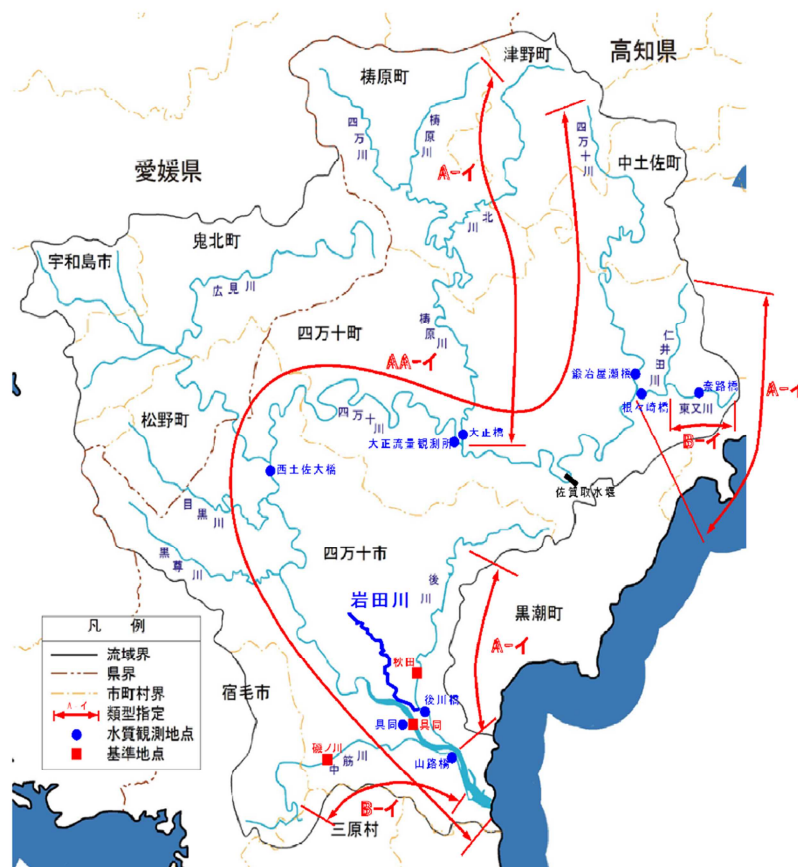 津野町
高知県
梼原町
四万川
梼原川
四万十川
中土佐町
A-イ
愛媛県
北川
鬼北町
宇和島市
広見川
四万十町
梼原川
仁井田川
AA-イ
鍛冶屋瀬橋
奈路橋
A-イ
松野町
四万十川
根々崎橋
東又川
大正橋
大正流量観測所
B-イ
西土佐大橋
佐賀取水堰
目黒川
黒尊川
四万十市
後川
岩田川
黒潮町
凡 例
流域界
県界
市町村界
類型指定
水質観測地点
基準地点
A-イ
秋田
宿毛市
後川橋
具同
具同
磯ノ川
中筋川
山路橋
B-イ
三原村